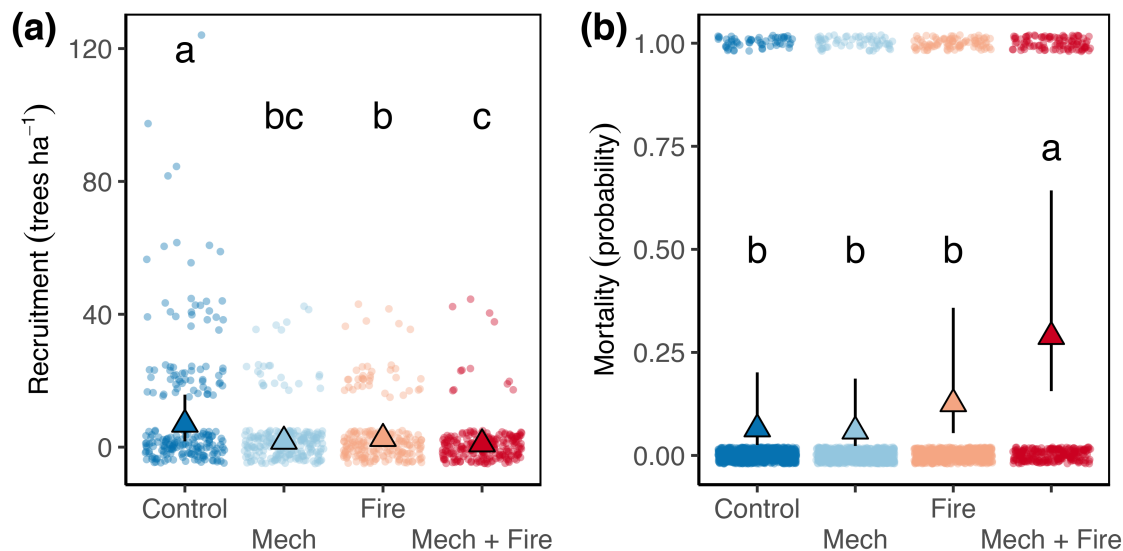 (a)
Recruitment (trees ha⁻¹)
120
80
40
0
a
bc
b
c
Control
Mech
Fire
Mech + Fire
(b)
Mortality (probability)
1.00
0.75
0.50
0.25
0.00
b
b
b
a
Control
Mech
Fire
Mech + Fire